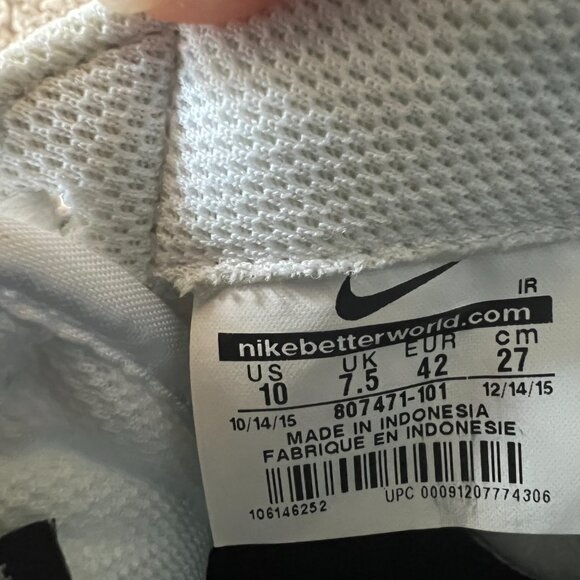 IR
nikebetterworld.com
US UK EUR cm
10 7.5 42 27
10/14/15 807471-101 12/14/15
MADE IN INDONESIA
FABRIQUE EN INDONESIE
106146252 UPC 00091207774306